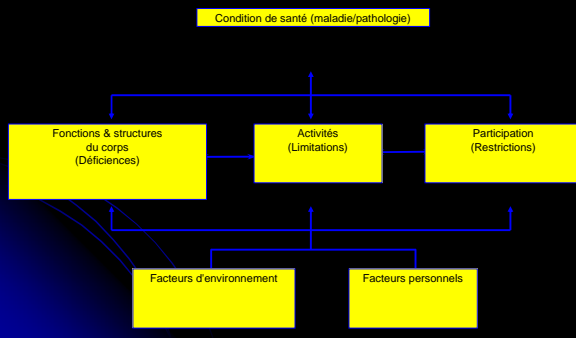 Condition de santé (maladie/pathologie)
Fonctions & structures
du corps
(Déficiences)
Activités
(Limitations)
Participation
(Restrictions)
Facteurs d'environnement
Facteurs personnels